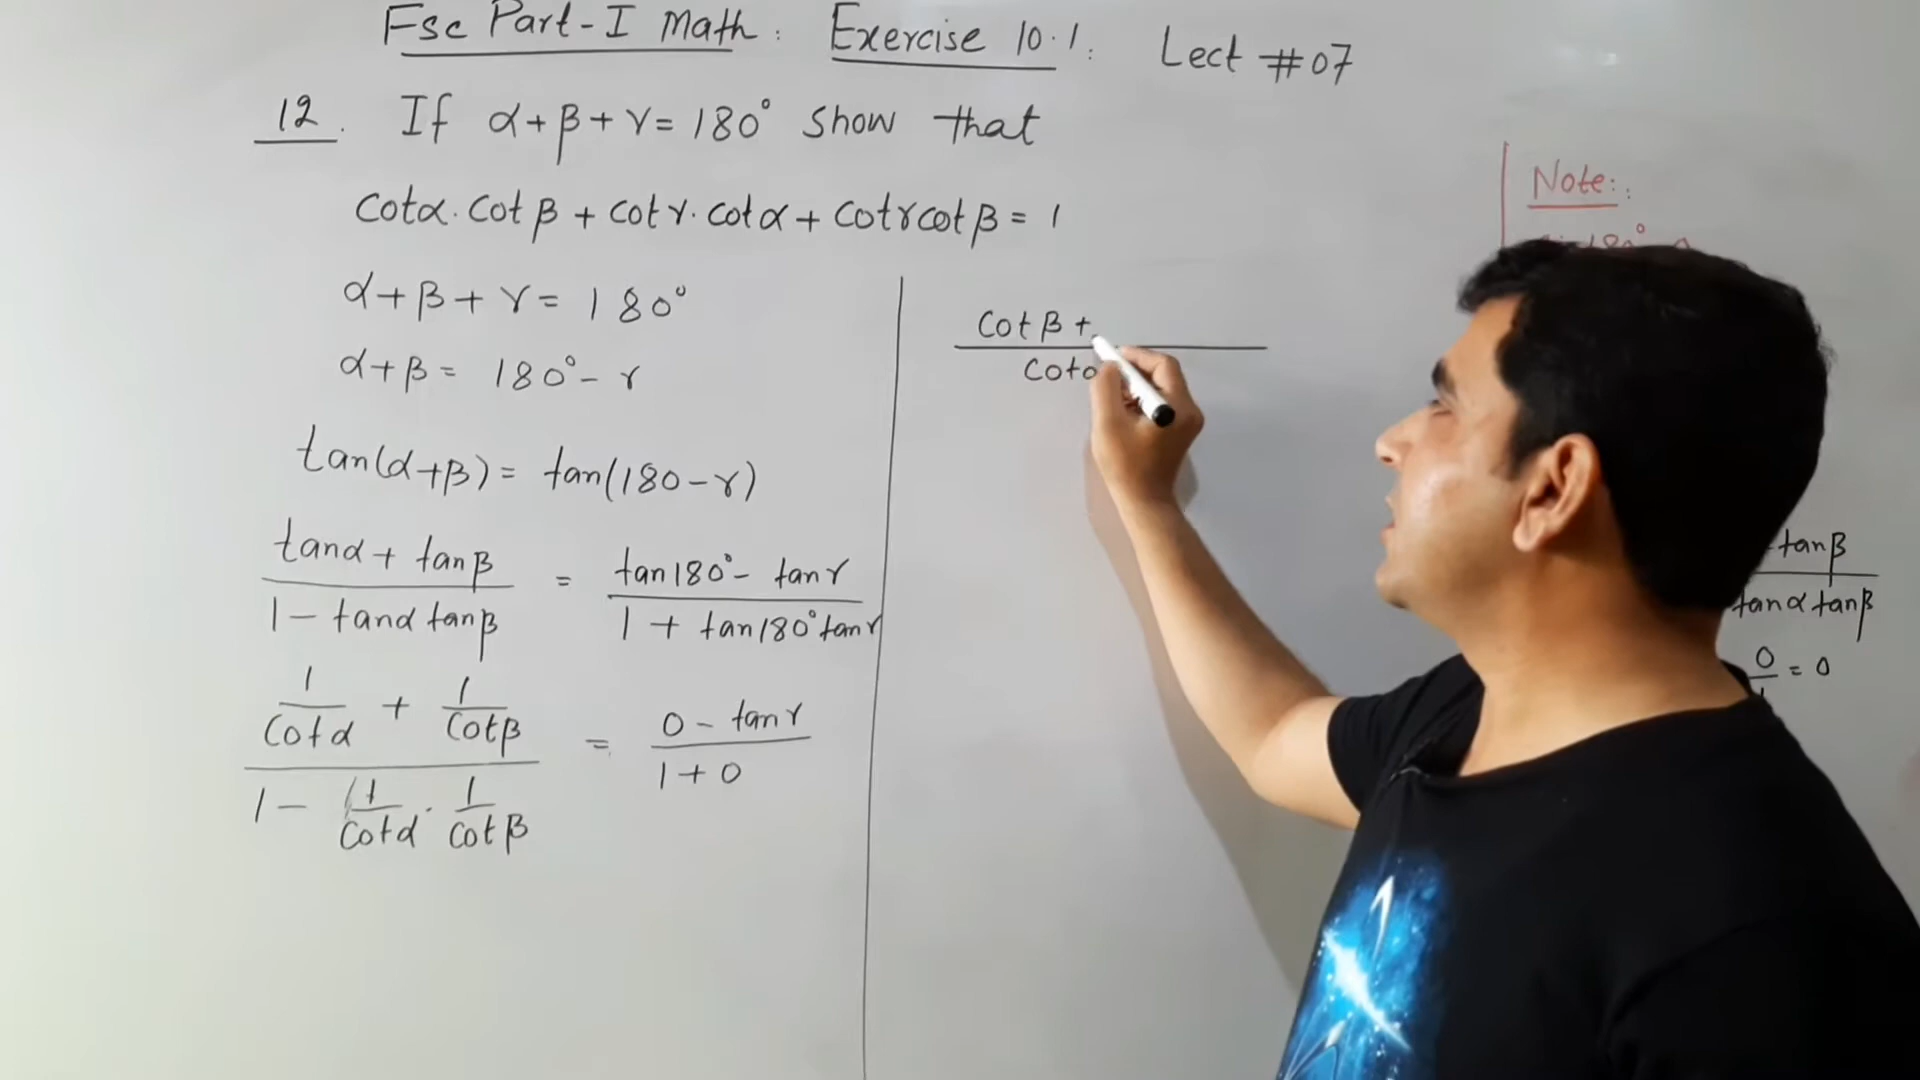 Fsc Part-I Math: Exercise 10.1: Lect #07
12. If α+β+γ=180° show that
cotα.cotβ + cotγ.cotα + cotγcotβ = 1
α+β+γ= 180°
α+β= 180°-γ
tan(α+β)= tan(180-γ)
tanα+ tanβ / 1- tanα tanβ = tan180°- tanγ / 1 + tan180°tanγ
1/cotα + 1/cotβ / 1- 1/cotα . 1/cotβ = 0 - tanγ / 1+0
cotβ +
Note::
tanβ
tanα tanβ
0/1 = 0